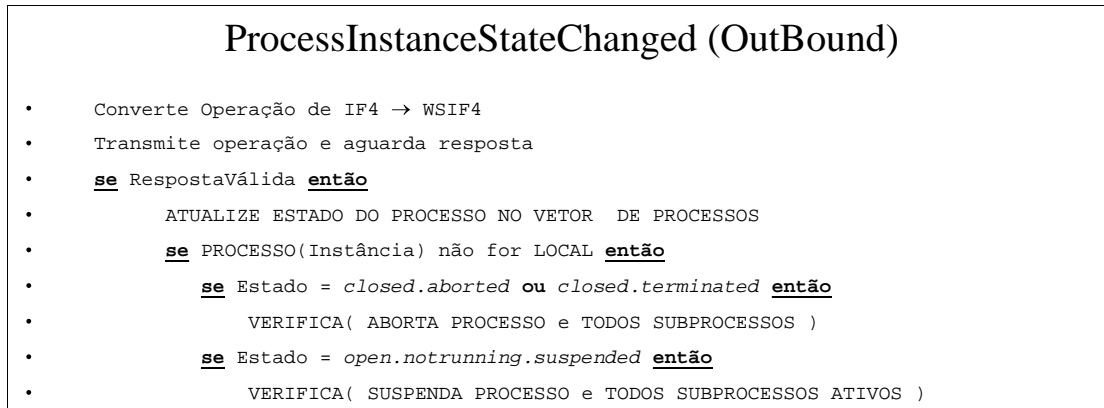 ProcessInstanceStateChanged (OutBound)
• Converte Operação de IF4 → WSIF4
• Transmite operação e aguarda resposta
• se RespostaVálida então
• ATUALIZE ESTADO DO PROCESSO NO VETOR DE PROCESSOS
• se PROCESSO(Instância) não for LOCAL então
• se Estado = closed.aborted ou closed.terminated então
• VERIFICA( ABORTA PROCESSO e TODOS SUBPROCESSOS )
• se Estado = open.notrunning.suspended então
• VERIFICA( SUSPENDA PROCESSO e TODOS SUBPROCESSOS ATIVOS )